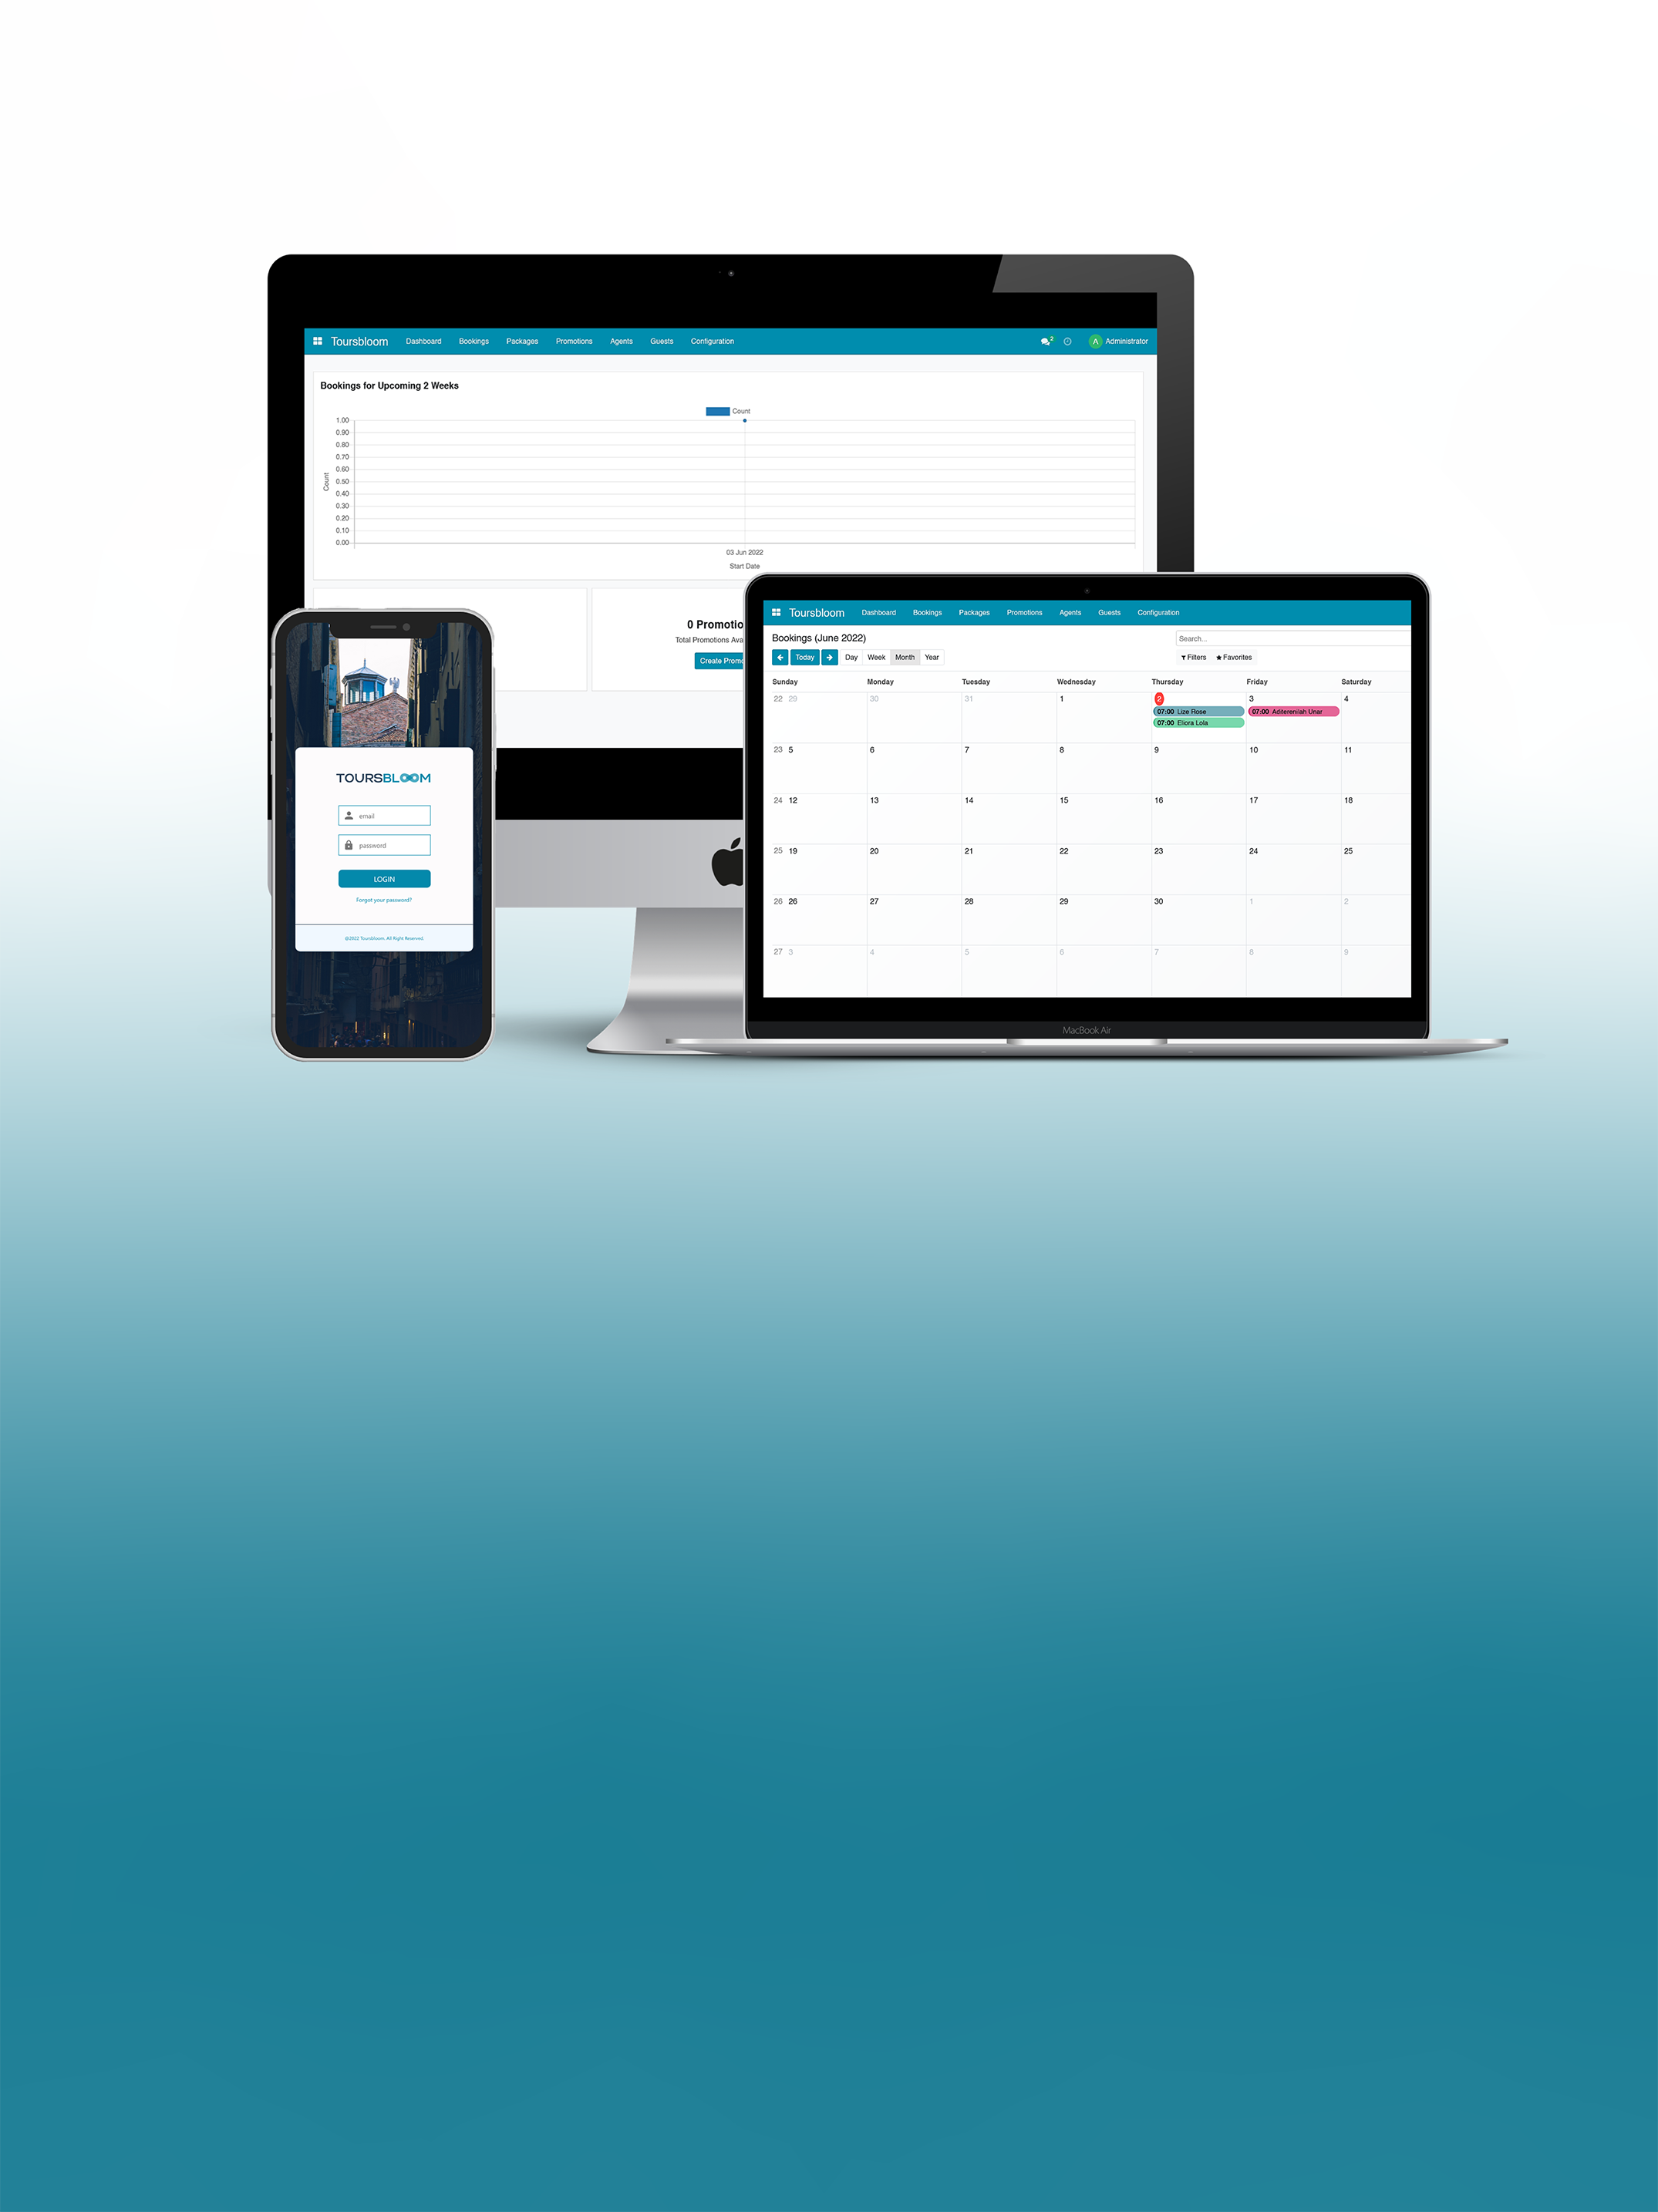 Toursbloom Dashboard Bookings Packages Promotions Agents Guests Configuration 2 A Administrator
Bookings for Upcoming 2 Weeks
Count
1.00
0.90
0.80
0.70
0.60
0.50
0.40
0.30
0.20
0.10
0.00
Count
03 Jun 2022
Start Date
0 Promotio
Total Promotions Ava
Create Promo
TOURSBLOOM
email
password
LOGIN
Forgot your password?
@2022 Toursbloom. All Right Reserved.
Toursbloom Dashboard Bookings Packages Promotions Agents Guests Configuration
Bookings (June 2022)
Search...
Today Day Week Month Year
Filters Favorites
Sunday Monday Tuesday Wednesday Thursday Friday Saturday
22 29 30 31 1 2 3 4
07:00 Lize Rose 07:00 Aditerenilah Unar
07:00 Eliora Lola
23 5 6 7 8 9 10 11
24 12 13 14 15 16 17 18
25 19 20 21 22 23 24 25
26 26 27 28 29 30 1 2
27 3 4 5 6 7 8 9
MacBook Air